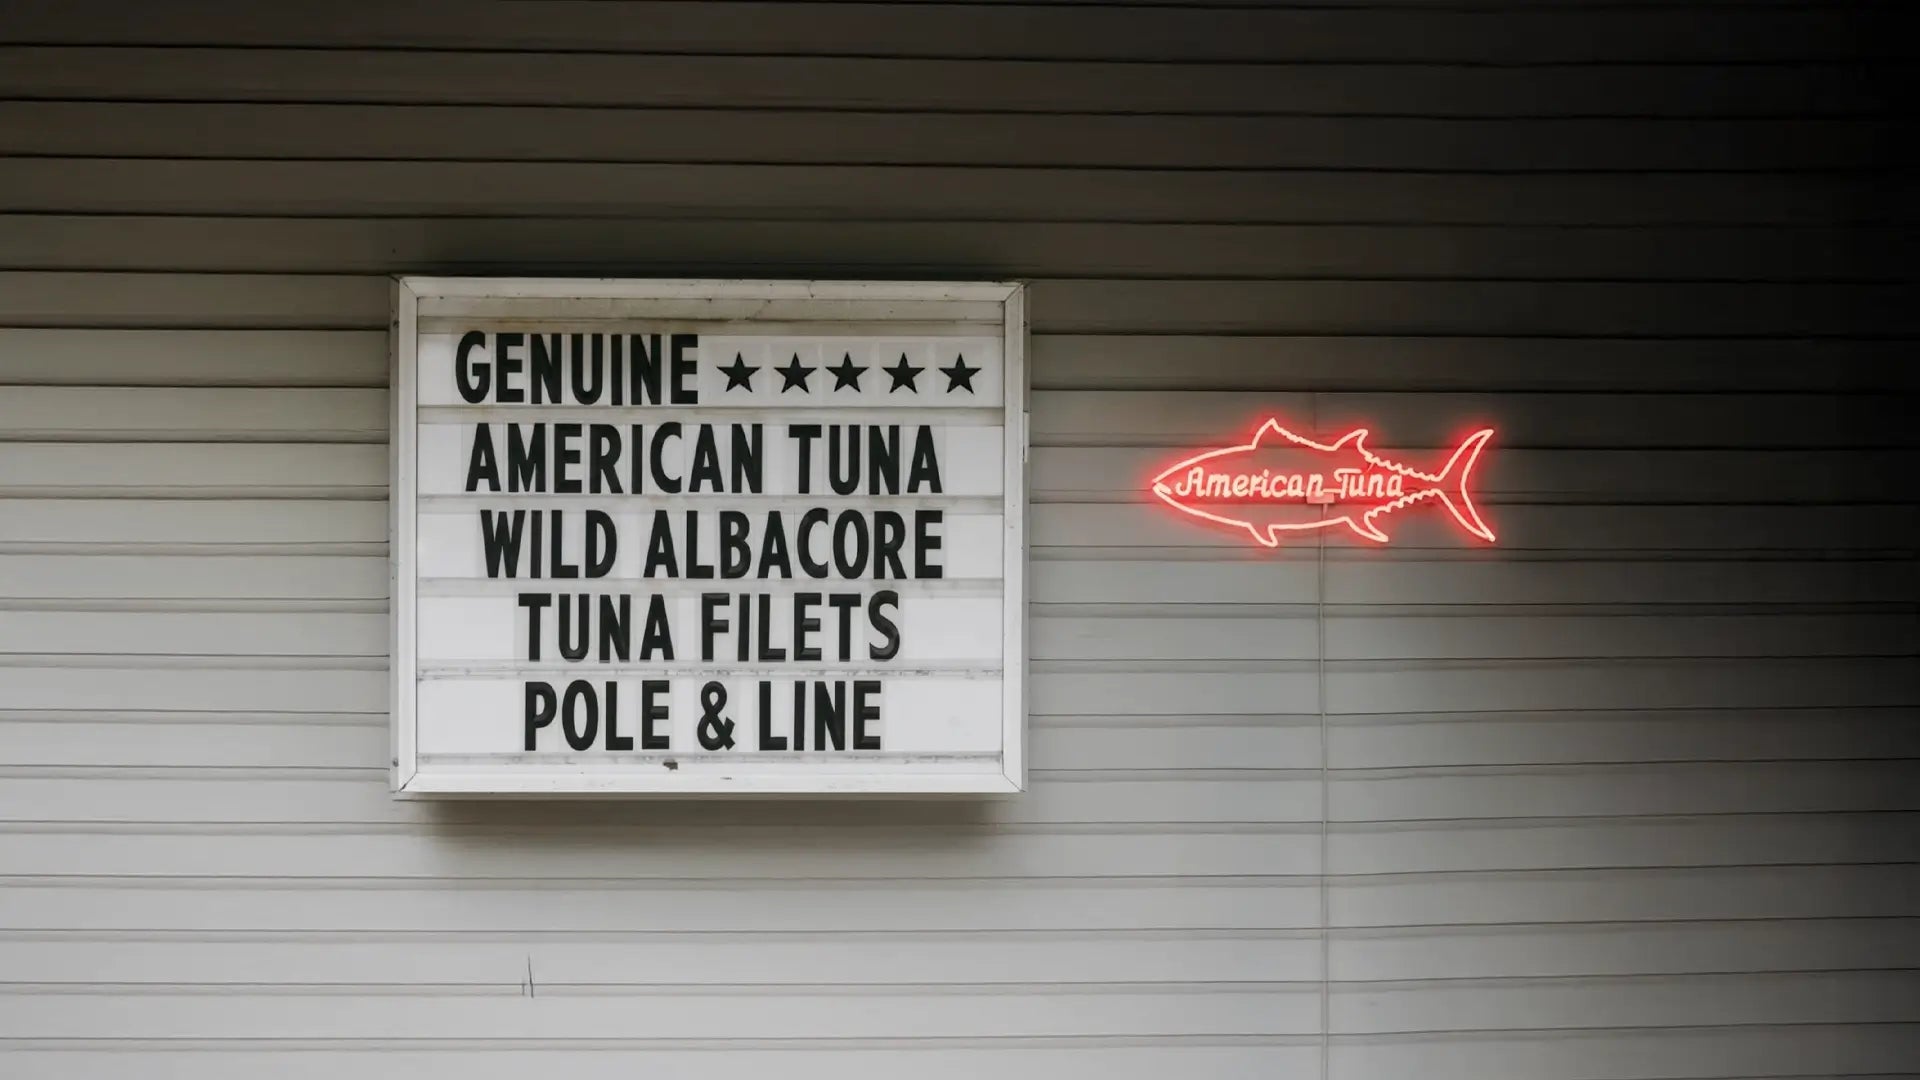 GENUINE ★★★★★
AMERICAN TUNA
WILD ALBACORE
TUNA FILETS
POLE & LINE
American Tuna